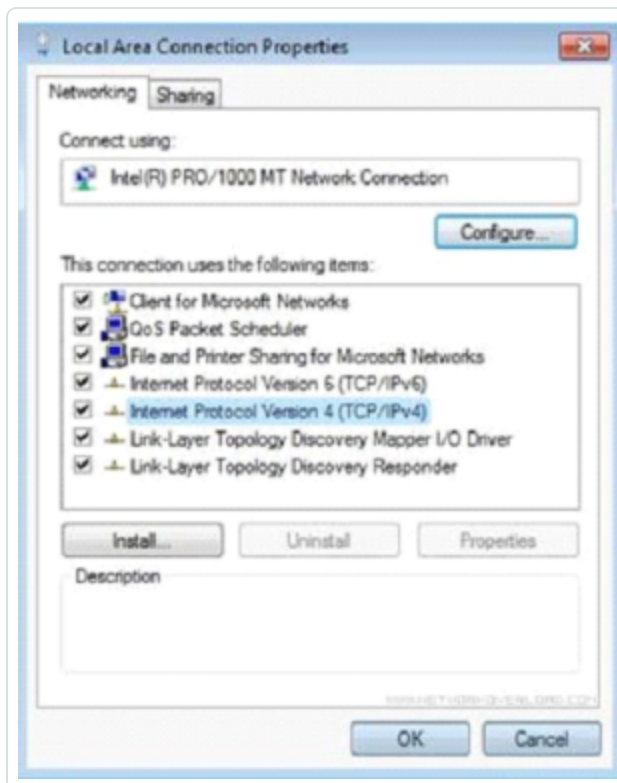 Local Area Connection Properties
Networking
Sharing
Connect using:
Intel(R) PRO/1000 MT Network Connection
Configure...
This connection uses the following items:
Client for Microsoft Networks
QoS Packet Scheduler
File and Printer Sharing for Microsoft Networks
Internet Protocol Version 6 (TCP/IPv6)
Internet Protocol Version 4 (TCP/IPv4)
Link-Layer Topology Discovery Mapper I/O Driver
Link-Layer Topology Discovery Responder
Install...
Uninstall
Properties
Description
OK
Cancel